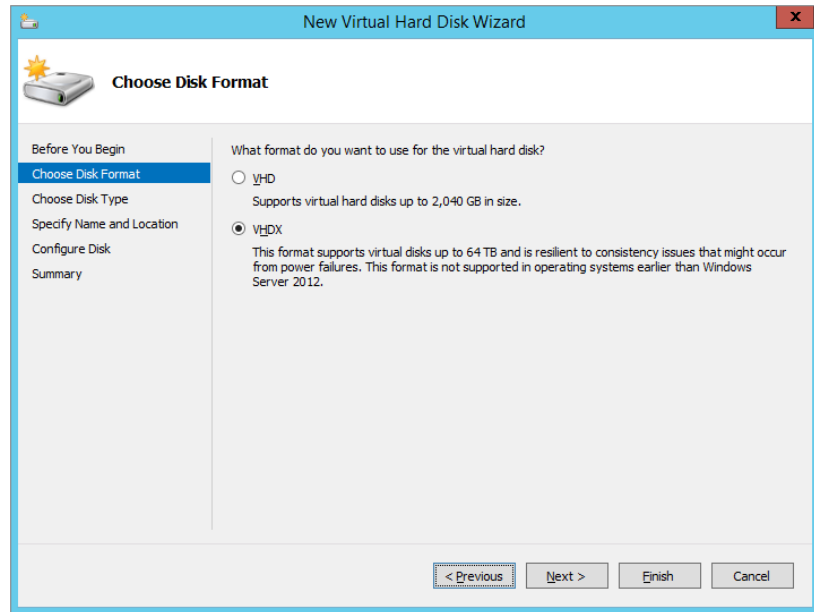 New Virtual Hard Disk Wizard
x
Choose Disk Format
Before You Begin
Choose Disk Format
Choose Disk Type
Specify Name and Location
Configure Disk
Summary
What format do you want to use for the virtual hard disk?
VHD
Supports virtual hard disks up to 2,040 GB in size.
VHDX
This format supports virtual disks up to 64 TB and is resilient to consistency issues that might occur
from power failures. This format is not supported in operating systems earlier than Windows
Server 2012.
< Previous
Next >
Finish
Cancel